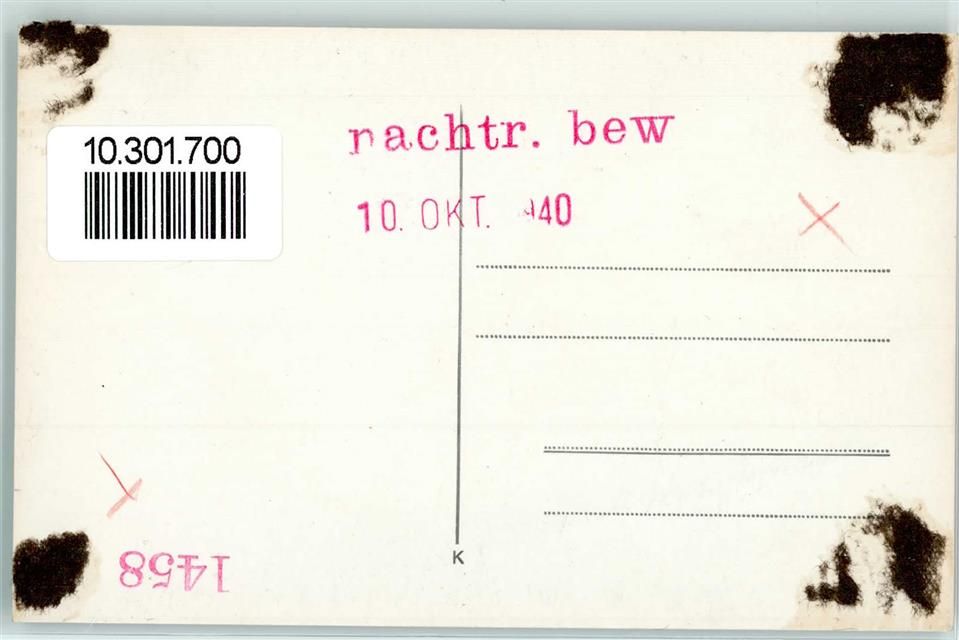 10.301.700
nachtr. bew
10. OKT. 940
K
1458